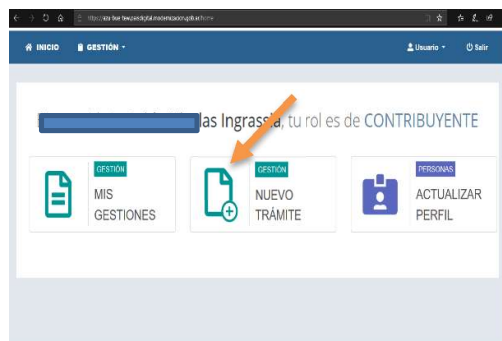 INICIO GESTIÓN Usuario Salir
las Ingrassia, tu rol es de CONTRIBUYENTE
GESTIÓN
MIS
GESTIONES
GESTIÓN
NUEVO
TRÁMITE
PERSONAS
ACTUALIZAR
PERFIL